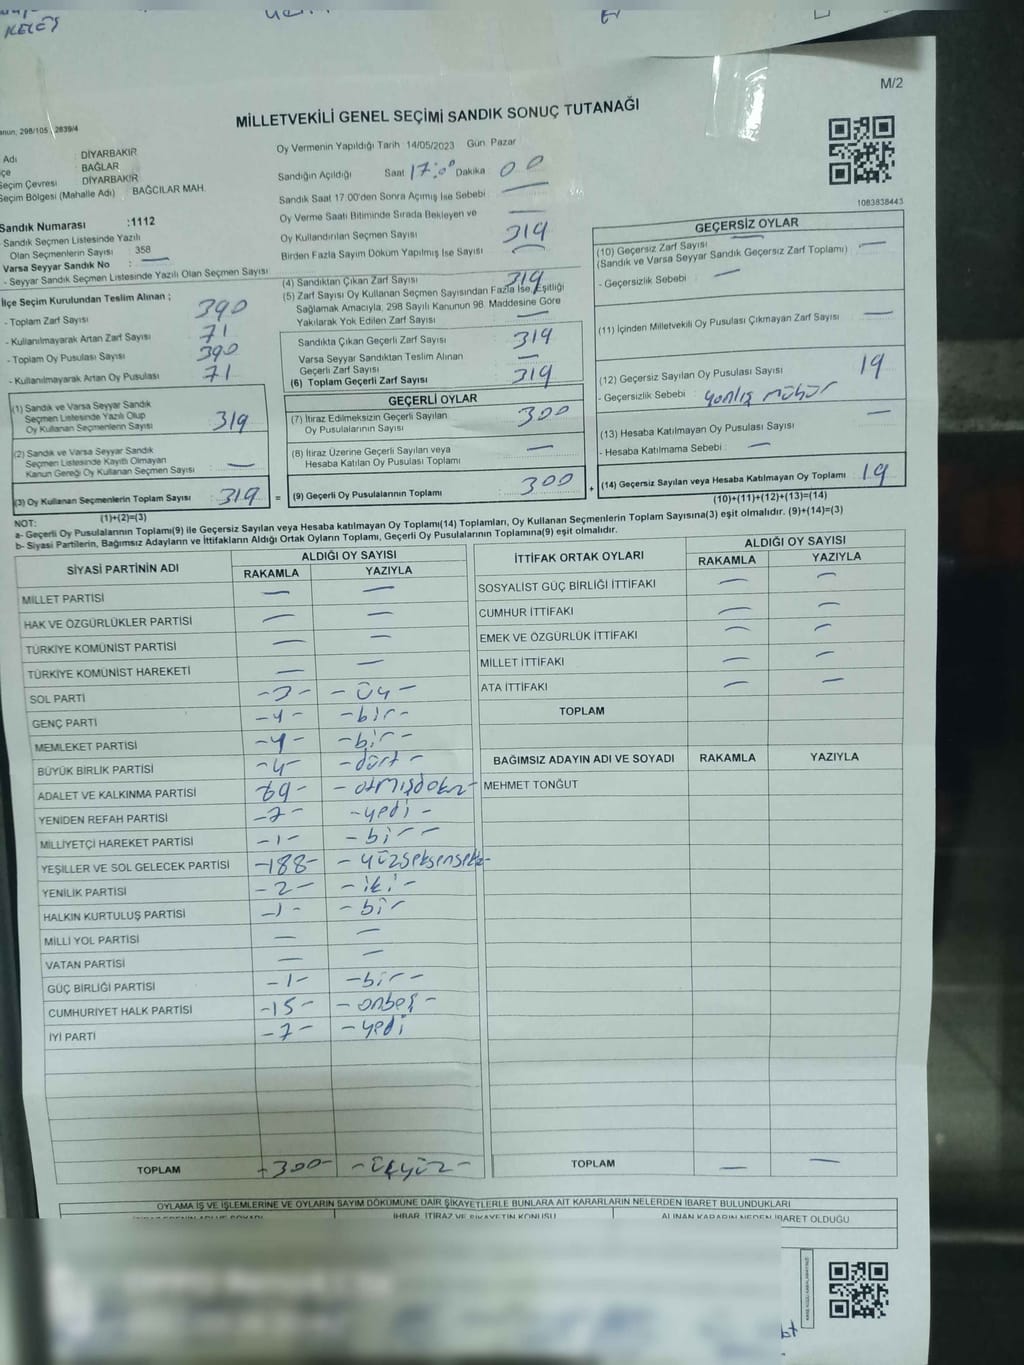 KELEŞ
M/2
MİLLETVEKİLİ GENEL SEÇİMİ SANDIK SONUÇ TUTANAĞI
anun, 298/105 2839/4
Adı : DİYARBAKIR
çe : BAĞLAR
Seçim Çevresi : DİYARBAKIR
Seçim Bölgesi (Mahalle Adı) : BAĞCILAR MAH.
Sandık Numarası :1112
- Sandık Seçmen Listesinde Yazılı
Olan Seçmenlerin Sayısı : 358
Varsa Seyyar Sandık No : —
- Seyyar Sandık Seçmen Listesinde Yazılı Olan Seçmen Sayısı
İlçe Seçim Kurulundan Teslim Alınan ;
- Toplam Zarf Sayısı 390
- Kullanılmayarak Artan Zarf Sayısı 71
- Toplam Oy Pusulası Sayısı 390
- Kullanılmayarak Artan Oy Pusulası 71
(1) Sandık ve Varsa Seyyar Sandık
Seçmen Listesinde Yazılı Olup
Oy Kullanan Seçmenlerin Sayısı : 319
(2) Sandık ve Varsa Seyyar Sandık
Seçmen Listesinde Kayıtlı Olmayan
Kanun Gereği Oy Kullanan Seçmen Sayısı : —
(3) Oy Kullanan Seçmenlerin Toplam Sayısı : 319
(1)+(2)=(3)
Oy Vermenin Yapıldığı Tarih 14/05/2023 Gün Pazar
Sandığın Açıldığı Saat 17:0 Dakika 00
Sandık Saat 17.00'den Sonra Açımış İse Sebebi —
Oy Verme Saati Bitiminde Sırada Bekleyen ve
Oy Kullandırılan Seçmen Sayısı 319
Birden Fazla Sayım Döküm Yapılmış İse Sayısı —
(4) Sandıktan Çıkan Zarf Sayısı 319
(5) Zarf Sayısı Oy Kullanan Seçmen Sayısından Fazla İse, Eşitliği
Sağlamak Amacıyla, 298 Sayılı Kanunun 98. Maddesine Göre
Yakılarak Yok Edilen Zarf Sayısı —
Sandıkta Çıkan Geçerli Zarf Sayısı 319
Varsa Seyyar Sandıktan Teslim Alınan
Geçerli Zarf Sayısı —
(6) Toplam Geçerli Zarf Sayısı 319
GEÇERLİ OYLAR
(7) İtiraz Edilmeksizin Geçerli Sayılan
Oy Pusulalarının Sayısı : 300
(8) İtiraz Üzerine Geçerli Sayılan veya
Hesaba Katılan Oy Pusulası Toplamı : —
= (9) Geçerli Oy Pusulalarının Toplamı : 300 +
1083838443
GEÇERSİZ OYLAR
(10) Geçersiz Zarf Sayısı —
(Sandık ve Varsa Seyyar Sandık Geçersiz Zarf Toplamı)
- Geçersizlik Sebebi : —
(11) İçinden Milletvekili Oy Pusulası Çıkmayan Zarf Sayısı —
(12) Geçersiz Sayılan Oy Pusulası Sayısı 19
- Geçersizlik Sebebi : yanlış mühür
(13) Hesaba Katılmayan Oy Pusulası Sayısı —
- Hesaba Katılmama Sebebi : —
(14) Geçersiz Sayılan veya Hesaba Katılmayan Oy Toplamı 19
(10)+(11)+(12)+(13)=(14)
NOT:
a- Geçerli Oy Pusulalarının Toplamı(9) ile Geçersiz Sayılan veya Hesaba katılmayan Oy Toplamı(14) Toplamları, Oy Kullanan Seçmenlerin Toplam Sayısına(3) eşit olmalıdır. (9)+(14)=(3)
b- Siyasi Partilerin, Bağımsız Adayların ve İttifakların Aldığı Ortak Oyların Toplamı, Geçerli Oy Pusulalarının Toplamına(9) eşit olmalıdır.
SİYASİ PARTİNİN ADI ALDIĞI OY SAYISI
RAKAMLA YAZIYLA
MİLLET PARTİSİ — —
HAK VE ÖZGÜRLÜKLER PARTİSİ — —
TÜRKİYE KOMÜNİST PARTİSİ — —
TÜRKİYE KOMÜNİST HAREKETİ — —
SOL PARTİ -3- - Üç -
GENÇ PARTİ -1- -bir-
MEMLEKET PARTİSİ -1- -bir-
BÜYÜK BİRLİK PARTİSİ -4- -dört-
ADALET VE KALKINMA PARTİSİ 69- - atmışdokuz-
YENİDEN REFAH PARTİSİ -7- -yedi-
MİLLİYETÇİ HAREKET PARTİSİ -1- - bir-
YEŞİLLER VE SOL GELECEK PARTİSİ -188- - yüzseksensekiz-
YENİLİK PARTİSİ -2- - iki-
HALKIN KURTULUŞ PARTİSİ -1- - bir
MİLLİ YOL PARTİSİ — —
VATAN PARTİSİ — —
GÜÇ BİRLİĞİ PARTİSİ -1- -bir-
CUMHURİYET HALK PARTİSİ -15- -onbeş-
İYİ PARTİ -7- -yedi
TOPLAM -300- -üçyüz-
İTTİFAK ORTAK OYLARI ALDIĞI OY SAYISI
RAKAMLA YAZIYLA
SOSYALİST GÜÇ BİRLİĞİ İTTİFAKI — —
CUMHUR İTTİFAKI — —
EMEK VE ÖZGÜRLÜK İTTİFAKI — —
MİLLET İTTİFAKI — —
ATA İTTİFAKI — —
TOPLAM
BAĞIMSIZ ADAYIN ADI VE SOYADI RAKAMLA YAZIYLA
MEHMET TONĞUT
TOPLAM — —
OYLAMA İŞ VE İŞLEMLERİNE VE OYLARIN SAYIM DÖKÜMÜNE DAİR ŞİKAYETLERLE BUNLARA AİT KARARLARIN NELERDEN İBARET BULUNDUKLARI
İHBAR, İTİRAZ VE ŞİKAYETİN KONUSU ALINAN KARARIN NEDEN İBARET OLDUĞU